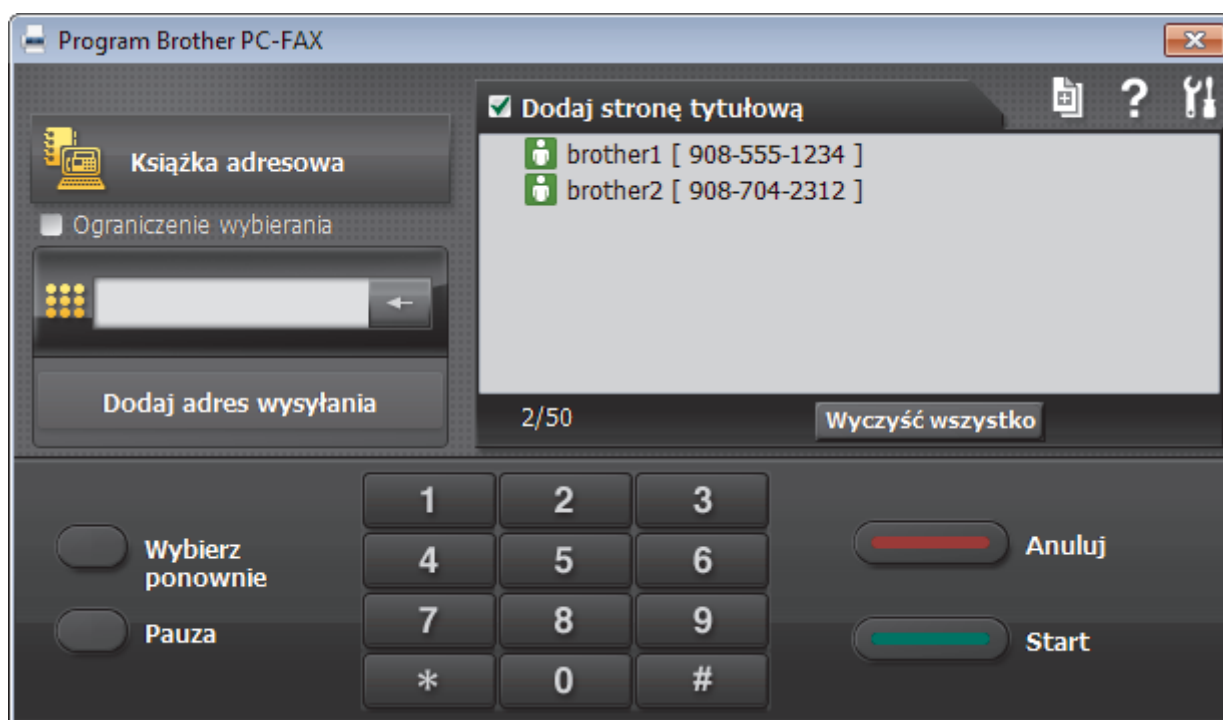 Program Brother PC-FAX
Książka adresowa
Ograniczenie wybierania
Dodaj adres wysyłania
Dodaj stronę tytułową
?
brother1 [ 908-555-1234 ]
brother2 [ 908-704-2312 ]
2/50
Wyczyść wszystko
Wybierz
ponownie
Pauza
1 2 3
4 5 6
7 8 9
* 0 #
Anuluj
Start